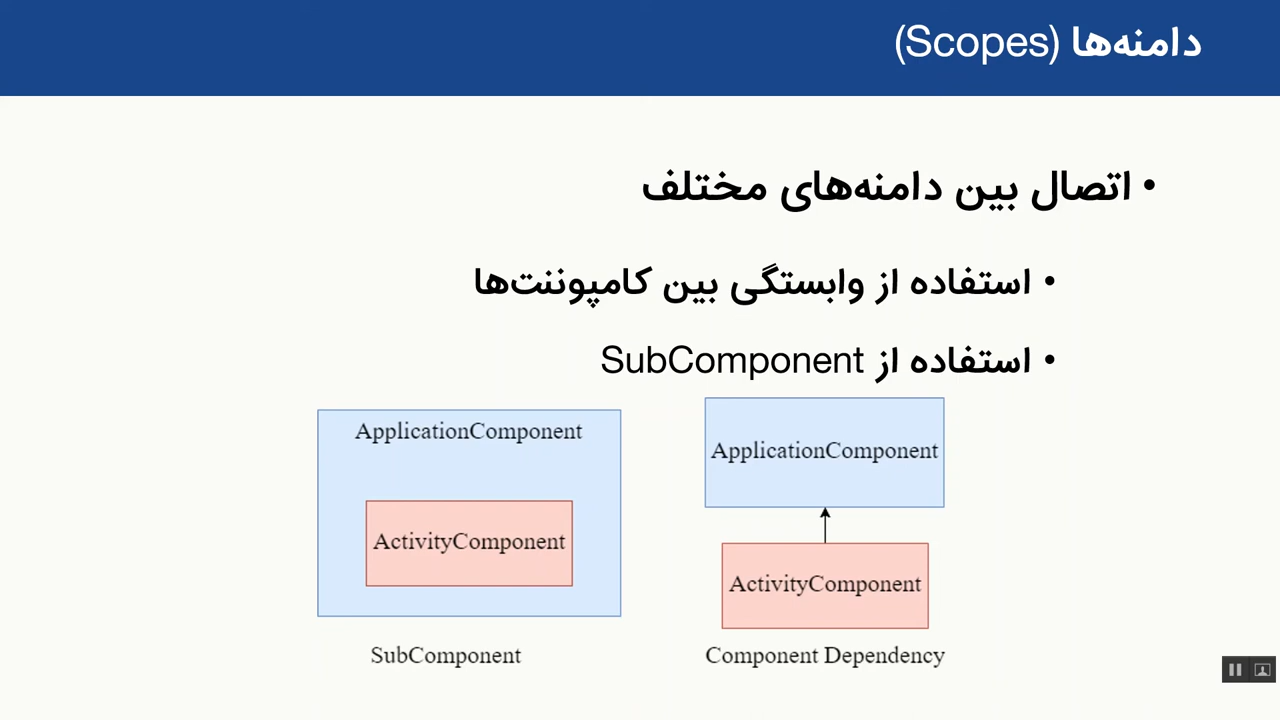 دامنه‌ها (Scopes)
• اتصال بین دامنه‌های مختلف
• استفاده از وابستگی بین کامپوننت‌ها
• استفاده از SubComponent
ApplicationComponent
ActivityComponent
SubComponent
ApplicationComponent
ActivityComponent
Component Dependency